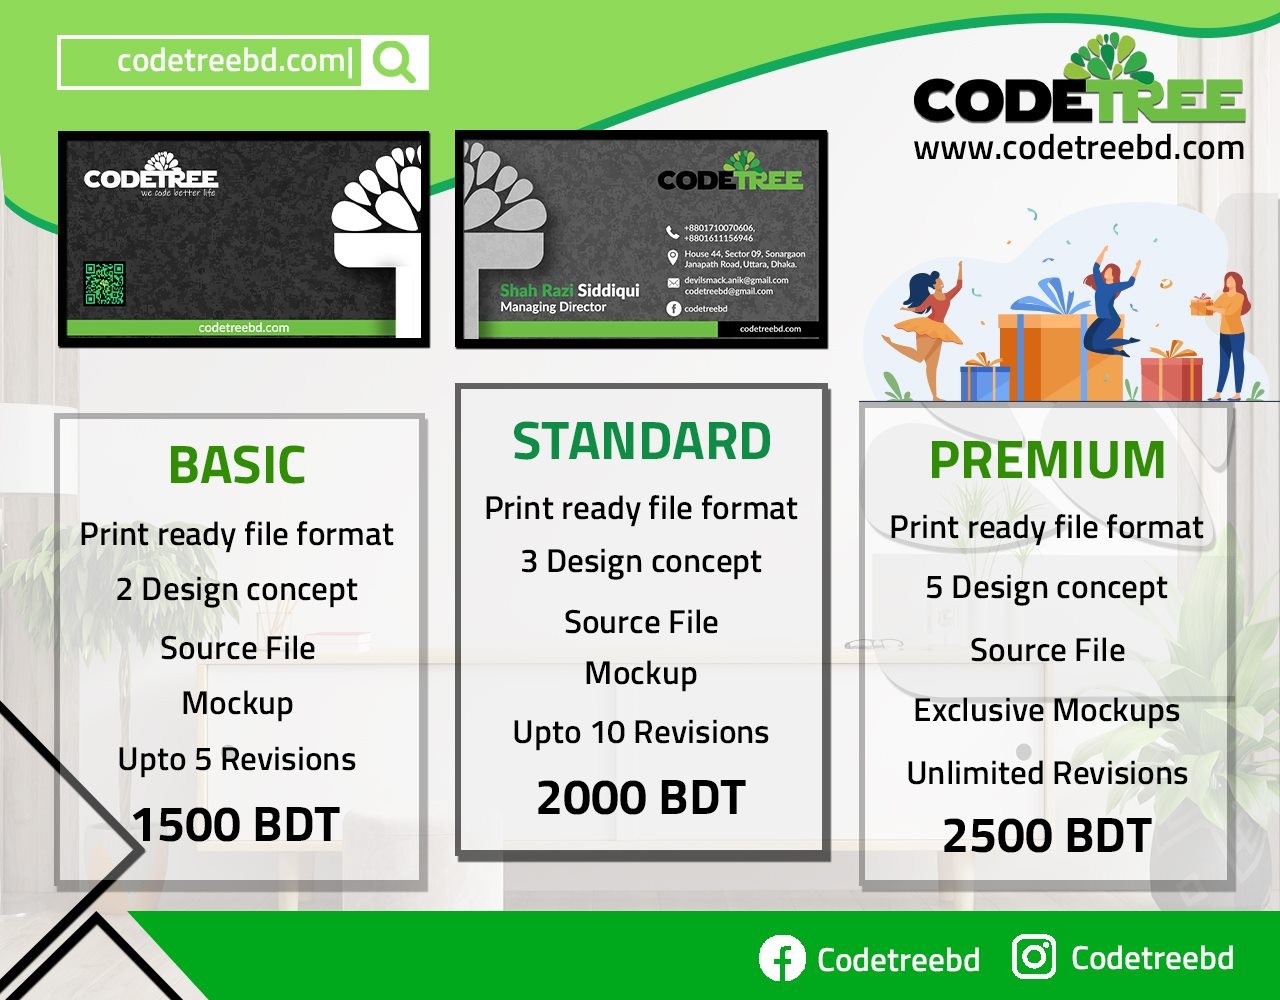 codetreebd.com|
CODETREE
www.codetreebd.com
CODETREE
we code better life
codetreebd.com
CODETREE
+8801710070606,
+8801611156946
House 44, Sector 09, Sonargaon
Janapath Road, Uttara, Dhaka.
devilsmack.anik@gmail.com
codetreebd@gmail.com
codetreebd
Shah Razi Siddiqui
Managing Director
codetreebd.com
BASIC
Print ready file format
2 Design concept
Source File
Mockup
Upto 5 Revisions
1500 BDT
STANDARD
Print ready file format
3 Design concept
Source File
Mockup
Upto 10 Revisions
2000 BDT
PREMIUM
Print ready file format
5 Design concept
Source File
Exclusive Mockups
Unlimited Revisions
2500 BDT
Codetreebd
Codetreebd